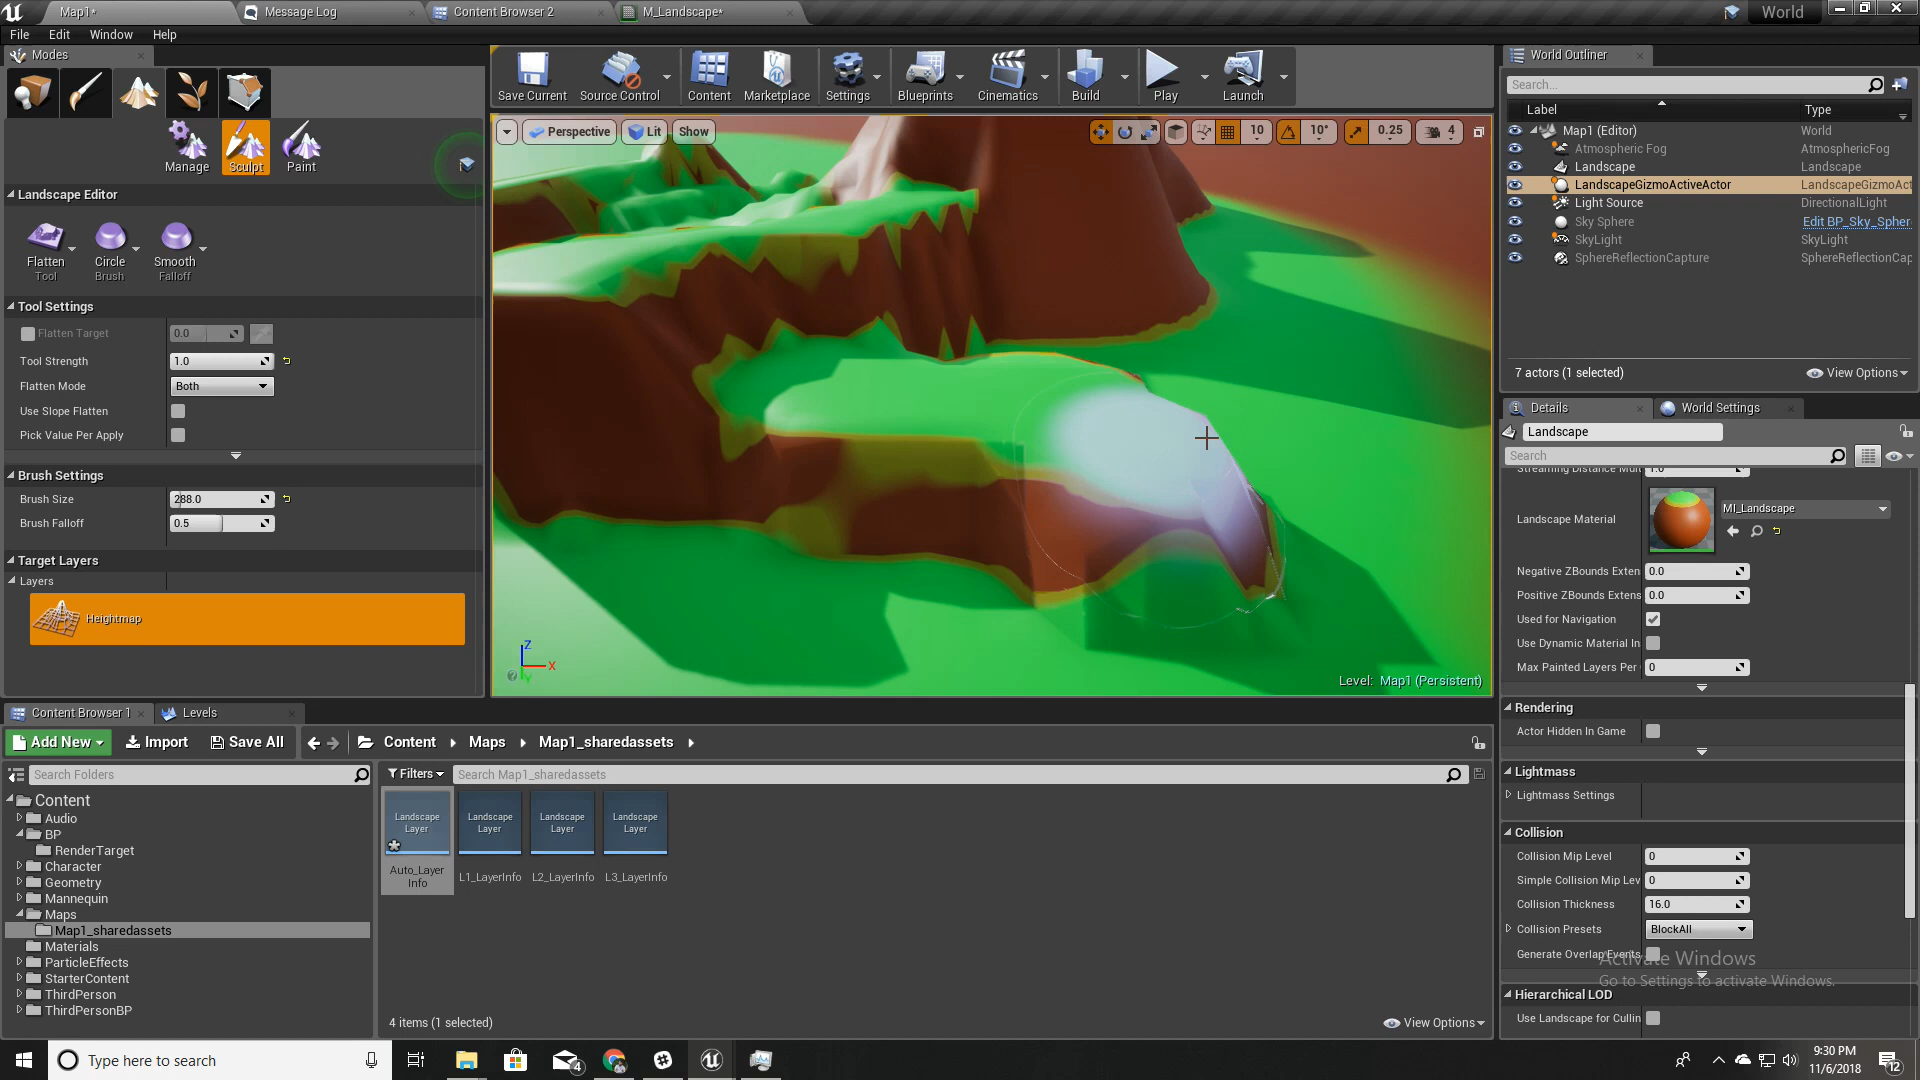 Map1*
Message Log
Content Browser 2
M_Landscape*
World
File Edit Window Help
Modes
Manage Sculpt Paint
Landscape Editor
Flatten Circle Smooth
Tool Brush Falloff
Tool Settings
Flatten Target 0.0
Tool Strength 1.0
Flatten Mode Both
Use Slope Flatten
Pick Value Per Apply
Brush Settings
Brush Size 288.0
Brush Falloff 0.5
Target Layers
Layers
Heightmap
Save Current Source Control Content Marketplace Settings Blueprints Cinematics Build Play Launch
Perspective Lit Show 10 10° 0.25 4
Z
X
Y
Level: Map1 (Persistent)
World Outliner
Search...
Label Type
Map1 (Editor) World
Atmospheric Fog AtmosphericFog
Landscape Landscape
LandscapeGizmoActiveActor LandscapeGizmoAct
Light Source DirectionalLight
Sky Sphere Edit BP_Sky_Spher
SkyLight SkyLight
SphereReflectionCapture SphereReflectionCap
7 actors (1 selected) View Options
Details World Settings
Landscape
Search
Streaming Distance Mult 1.0
Landscape Material MI_Landscape
Negative ZBounds Exten 0.0
Positive ZBounds Extens 0.0
Used for Navigation
Use Dynamic Material In
Max Painted Layers Per 0
Rendering
Actor Hidden In Game
Lightmass
Lightmass Settings
Collision
Collision Mip Level 0
Simple Collision Mip Lev 0
Collision Thickness 16.0
Collision Presets BlockAll
Generate Overlap Events
Activate Windows
Go to Settings to activate Windows.
Hierarchical LOD
Use Landscape for Cullin
Content Browser 1 Levels
Add New Import Save All Content Maps Map1_sharedassets
Search Folders
Filters Search Map1_sharedassets
Content
Audio
BP
RenderTarget
Character
Geometry
Mannequin
Maps
Map1_sharedassets
Materials
ParticleEffects
StarterContent
ThirdPerson
ThirdPersonBP
Landscape Layer Landscape Layer Landscape Layer Landscape Layer
Auto_Layer Info L1_LayerInfo L2_LayerInfo L3_LayerInfo
4 items (1 selected) View Options
Type here to search
4
9:30 PM
11/6/2018
12